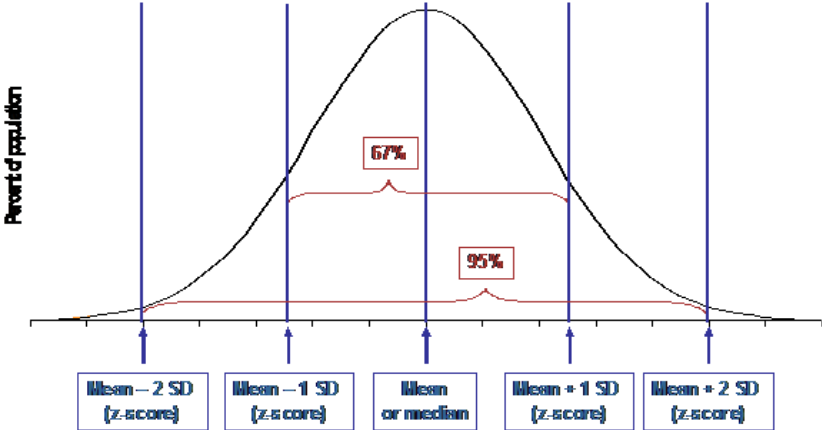 Percent of population
67%
95%
Mean – 2 SD
(z-score)
Mean – 1 SD
(z-score)
Mean
or median
Mean + 1 SD
(z-score)
Mean + 2 SD
(z-score)